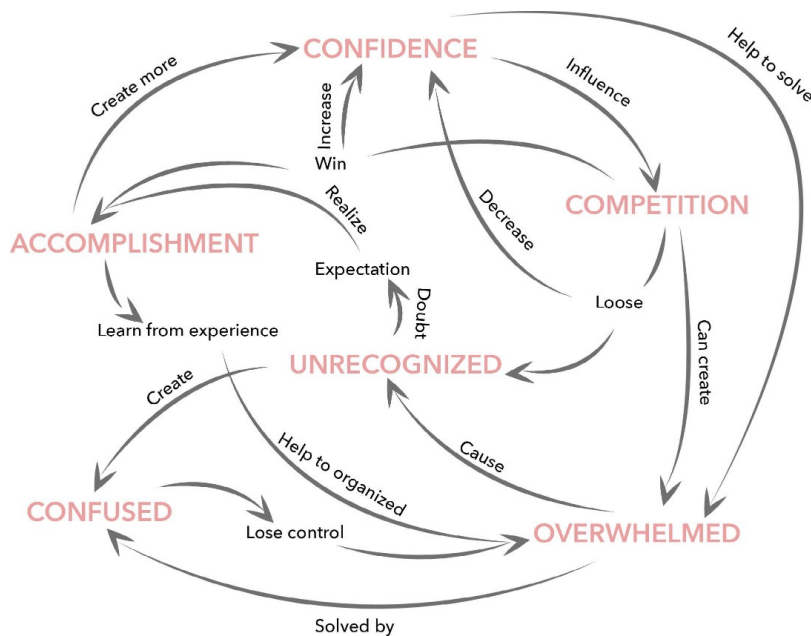 CONFIDENCE
Help to solve
Create more
Increase
Influence
Win
Realize
Decrease
COMPETITION
ACCOMPLISHMENT
Expectation
Doubt
Loose
Learn from experience
Can create
UNRECOGNIZED
Create
Help to organized
Cause
CONFUSED
Lose control
OVERWHELMED
Solved by